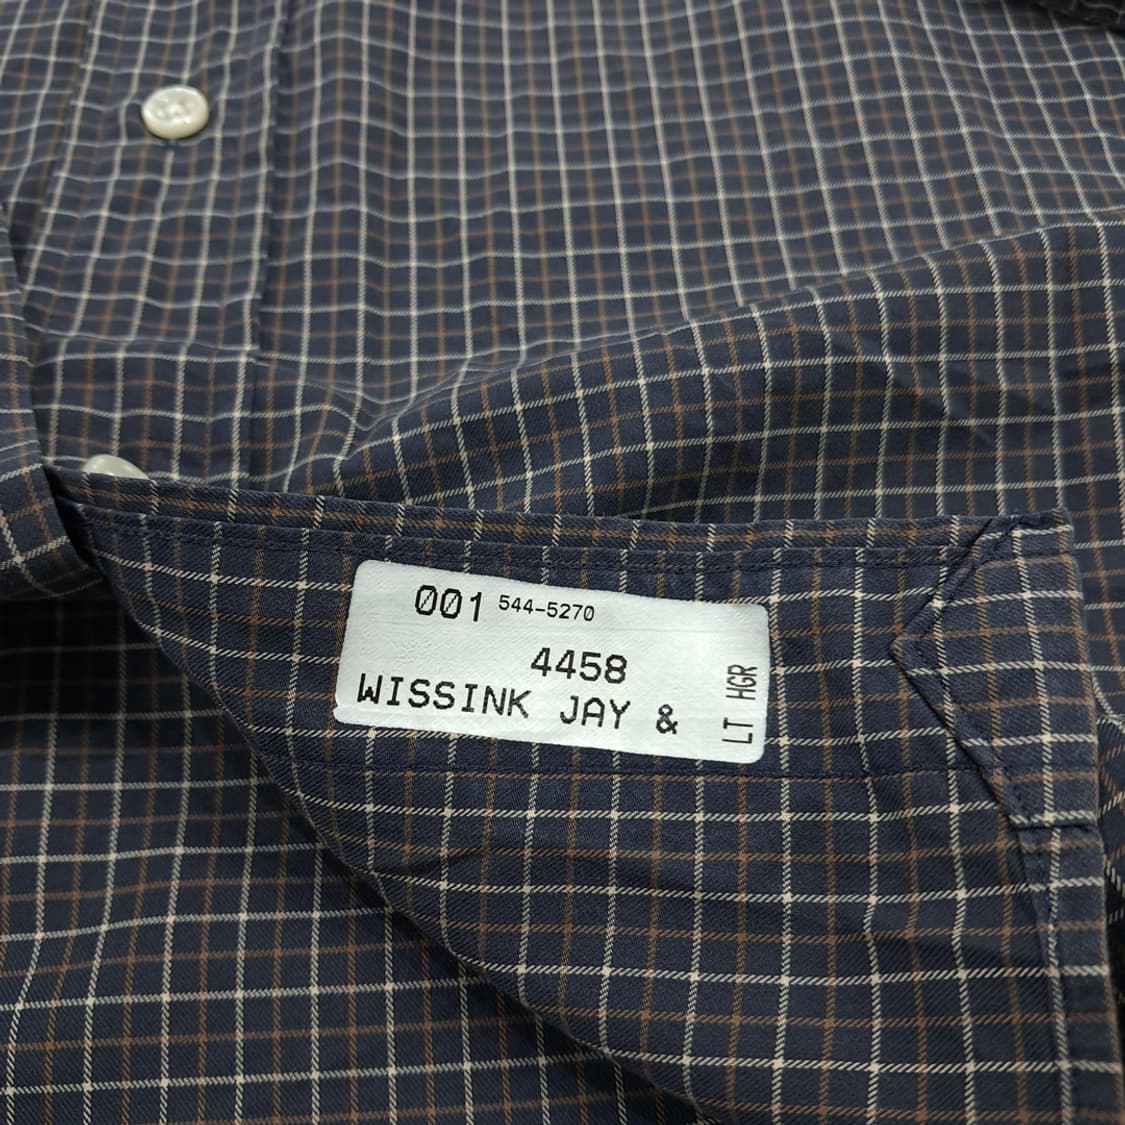 001 544-5270
4458
WISSINK JAY &
LT HGR